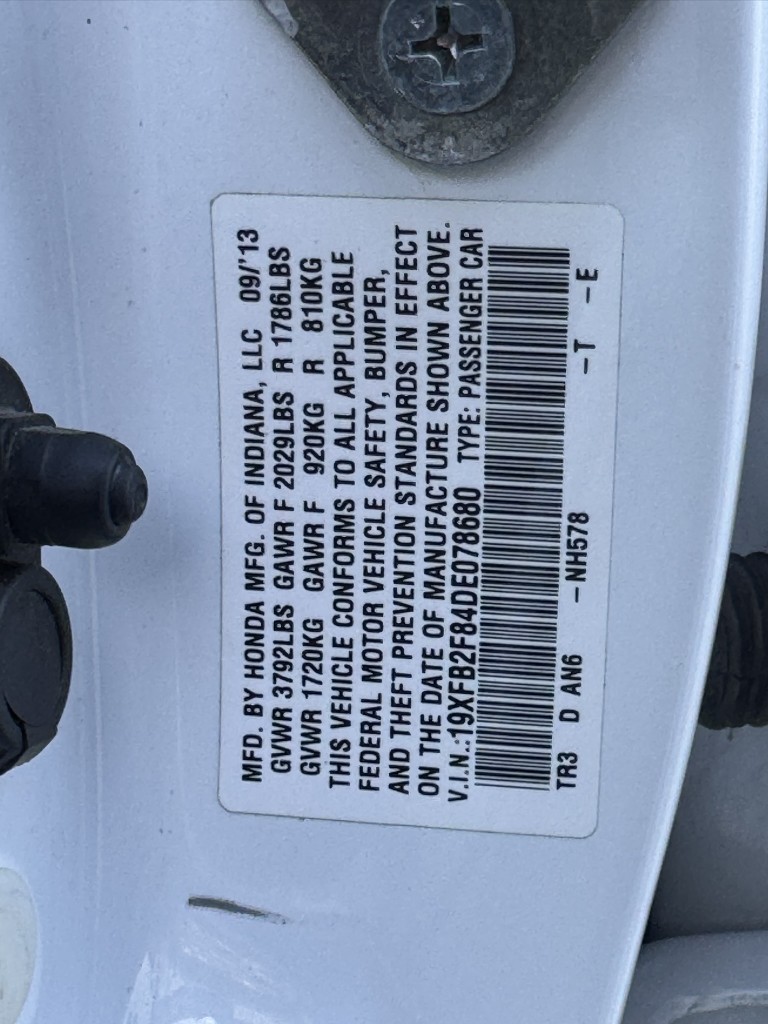 MFD. BY HONDA MFG. OF INDIANA, LLC 09/'13
GVWR 3792LBS GAWR F 2029LBS R 1786LBS
GVWR 1720KG GAWR F 920KG R 810KG
THIS VEHICLE CONFORMS TO ALL APPLICABLE
FEDERAL MOTOR VEHICLE SAFETY, BUMPER,
AND THEFT PREVENTION STANDARDS IN EFFECT
ON THE DATE OF MANUFACTURE SHOWN ABOVE.
V.I.N.:19XFB2F84DE078680 TYPE: PASSENGER CAR
TR3 D AN6 -NH578 -T -E